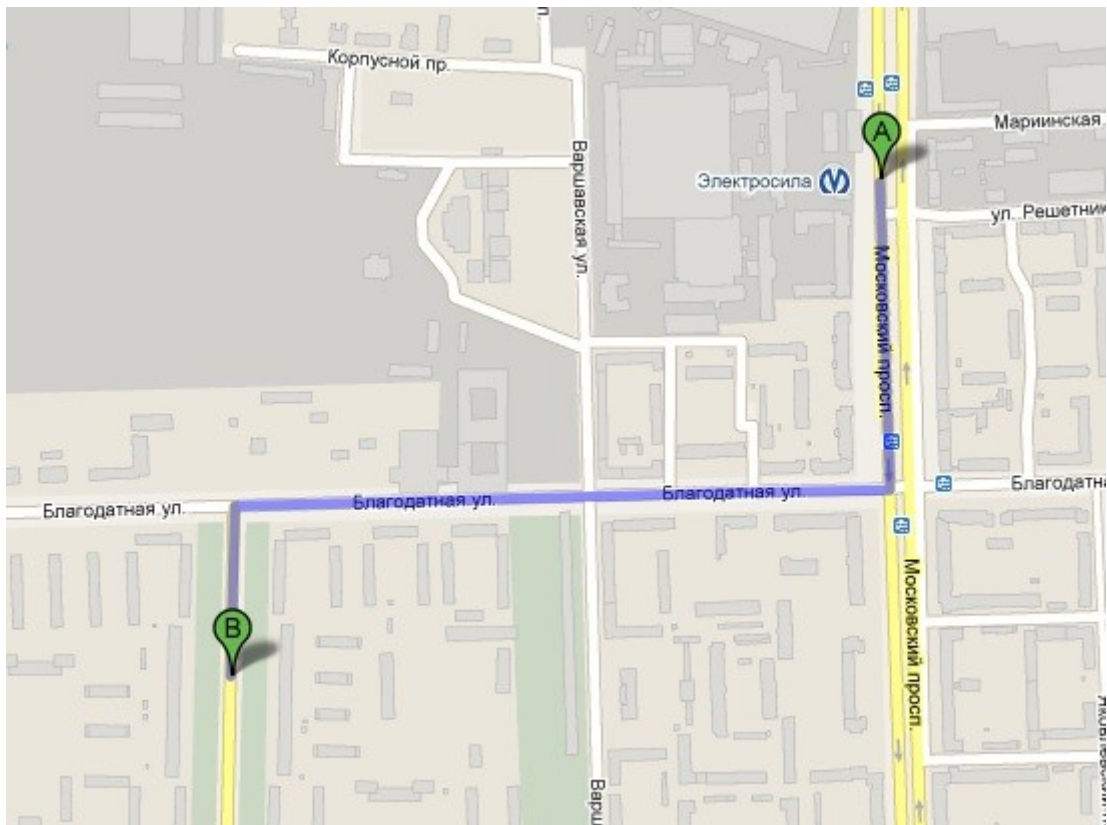 Корпусной пр.
A
Мариинская
Варшавская ул.
Электросила
ул. Решетник
Московский просп.
Благодатная ул.
Благодатная ул.
Благодатная ул.
Благодатна
B
Московский просп.
Варш